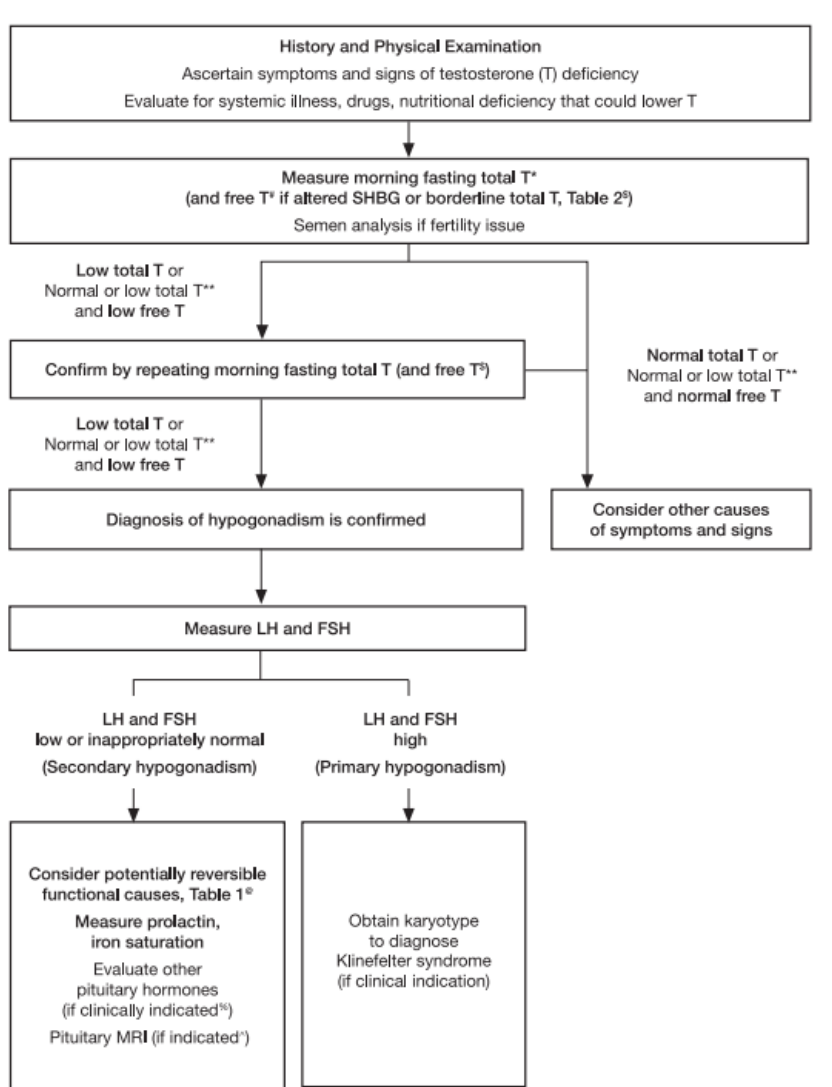 History and Physical Examination
Ascertain symptoms and signs of testosterone (T) deficiency
Evaluate for systemic illness, drugs, nutritional deficiency that could lower T
Measure morning fasting total T*
(and free T# if altered SHBG or borderline total T, Table 2$)
Semen analysis if fertility issue
Low total T or
Normal or low total T**
and low free T
Confirm by repeating morning fasting total T (and free T$)
Normal total T or
Normal or low total T**
and normal free T
Low total T or
Normal or low total T**
and low free T
Diagnosis of hypogonadism is confirmed
Consider other causes
of symptoms and signs
Measure LH and FSH
LH and FSH
low or inappropriately normal
(Secondary hypogonadism)
LH and FSH
high
(Primary hypogonadism)
Consider potentially reversible
functional causes, Table 1@
Measure prolactin,
iron saturation
Evaluate other
pituitary hormones
(if clinically indicated%)
Pituitary MRI (if indicated^)
Obtain karyotype
to diagnose
Klinefelter syndrome
(if clinical indication)